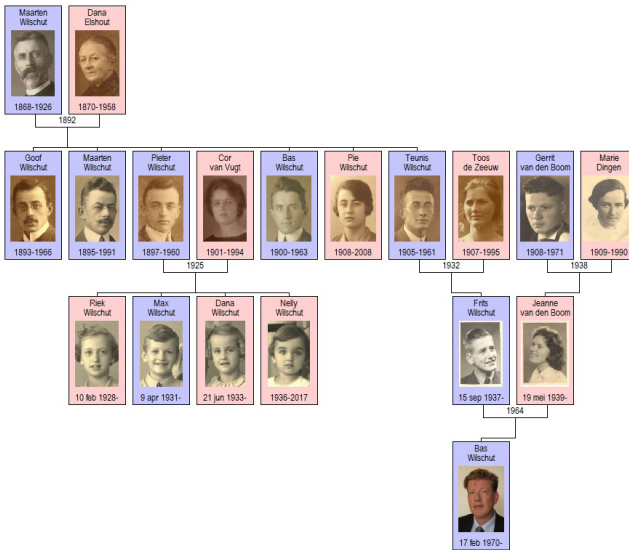 Maarten
Wilschut
1868-1926
Dana
Elshout
1870-1958
1892
Goof
Wilschut
1893-1966
Maarten
Wilschut
1895-1991
Pieter
Wilschut
1897-1960
Cor
van Vugt
1901-1994
Bas
Wilschut
1900-1963
Pie
Wilschut
1908-2008
Teunis
Wilschut
1905-1961
Toos
de Zeeuw
1907-1995
Gerrit
van den Boom
1908-1971
Marie
Dingen
1909-1990
1925
1932
1938
Riek
Wilschut
10 feb 1928-
Max
Wilschut
9 apr 1931-
Dana
Wilschut
21 jun 1933-
Nelly
Wilschut
1936-2017
Frits
Wilschut
15 sep 1937-
Jeanne
van den Boom
19 mei 1939-
1964
Bas
Wilschut
17 feb 1970-